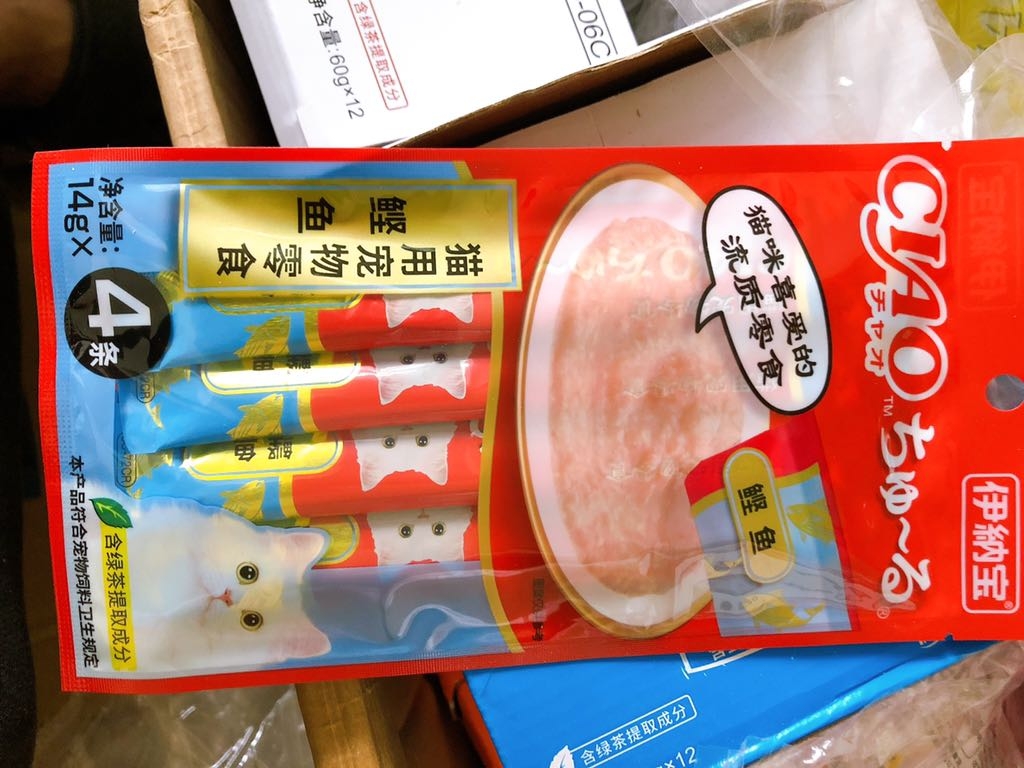 伊納宝®
CIAO
チャオ
TM
ちゅ〜る®
猫咪喜爱的
流质零食
鲣鱼
猫用宠物零食
鲣鱼
净含量:
14g×
4条
含绿茶提取成分
本产品符合宠物饲料卫生规定
-06C
含绿茶提取成分
净含量:60g×12
含绿茶提取成分
×12